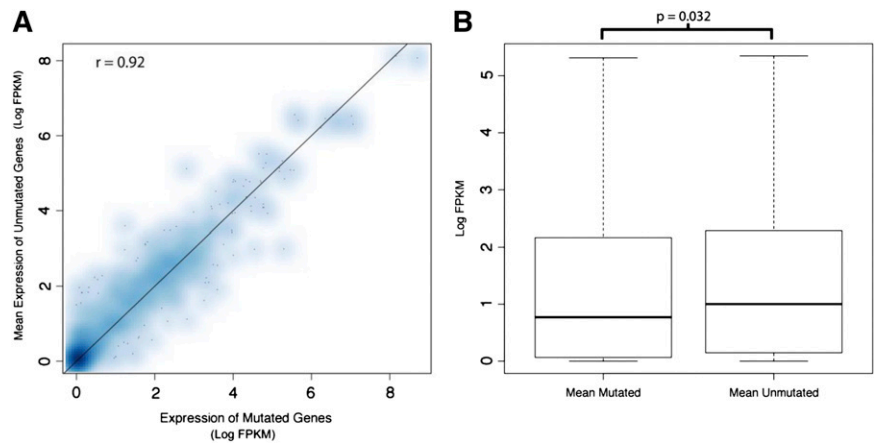 A
r = 0.92
Mean Expression of Unmutated Genes (Log FPKM)
8
6
4
2
0
0 2 4 6 8
Expression of Mutated Genes
(Log FPKM)
B
p = 0.032
Log FPKM
5
4
3
2
1
0
Mean Mutated Mean Unmutated